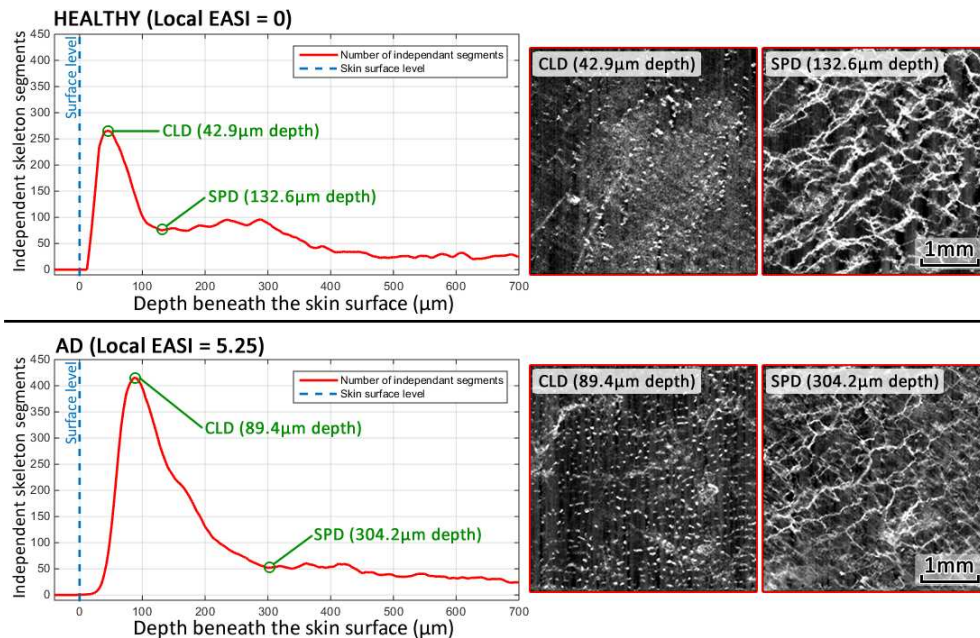 HEALTHY (Local EASI = 0)
Independent skeleton segments
450
400
350
300
250
200
150
100
50
0
Surface level
Number of independant segments
Skin surface level
CLD (42.9µm depth)
SPD (132.6µm depth)
0
100
200
300
400
500
600
700
Depth beneath the skin surface (µm)
CLD (42.9µm depth)
SPD (132.6µm depth)
1mm
AD (Local EASI = 5.25)
Independent skeleton segments
450
400
350
300
250
200
150
100
50
0
Surface level
Number of independant segments
Skin surface level
CLD (89.4µm depth)
SPD (304.2µm depth)
0
100
200
300
400
500
600
700
Depth beneath the skin surface (µm)
CLD (89.4µm depth)
SPD (304.2µm depth)
1mm